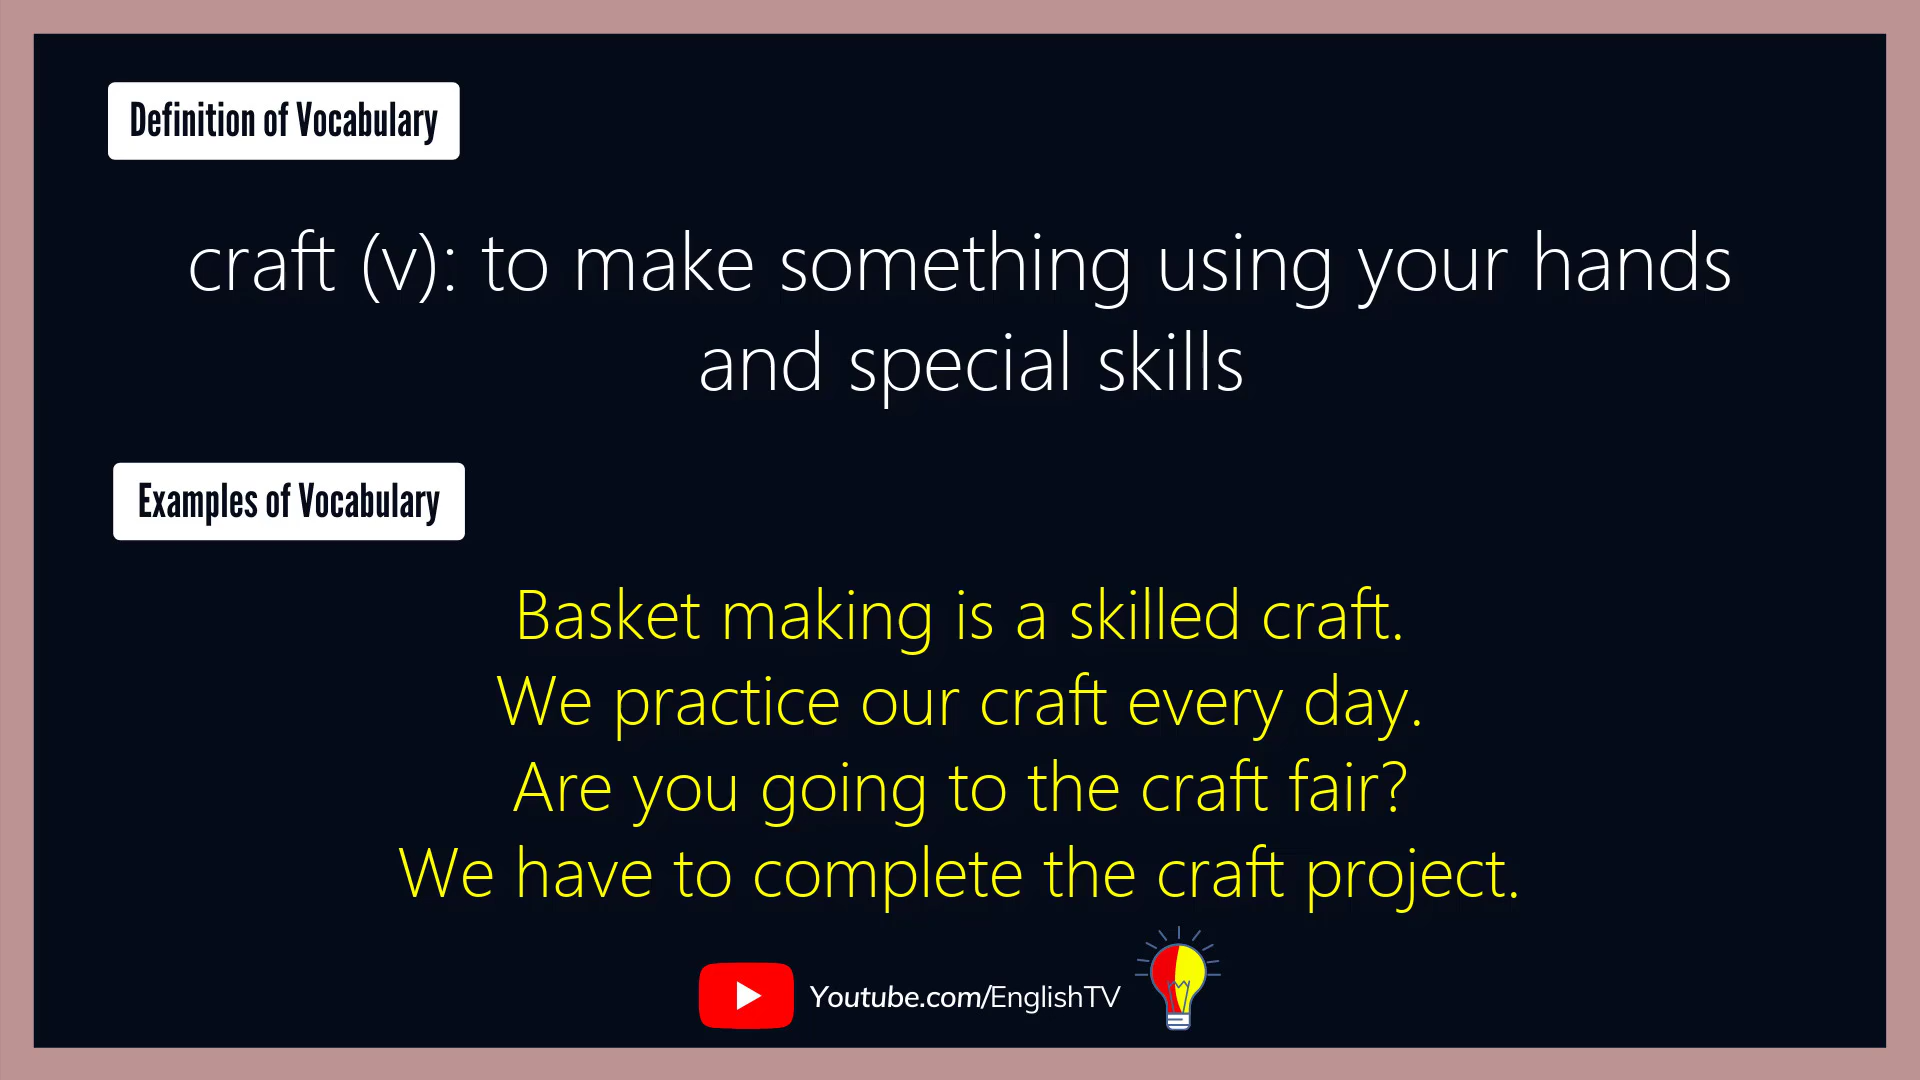 Definition of Vocabulary
craft (v): to make something using your hands
and special skills
Examples of Vocabulary
Basket making is a skilled craft.
We practice our craft every day.
Are you going to the craft fair?
We have to complete the craft project.
Youtube.com/EnglishTV